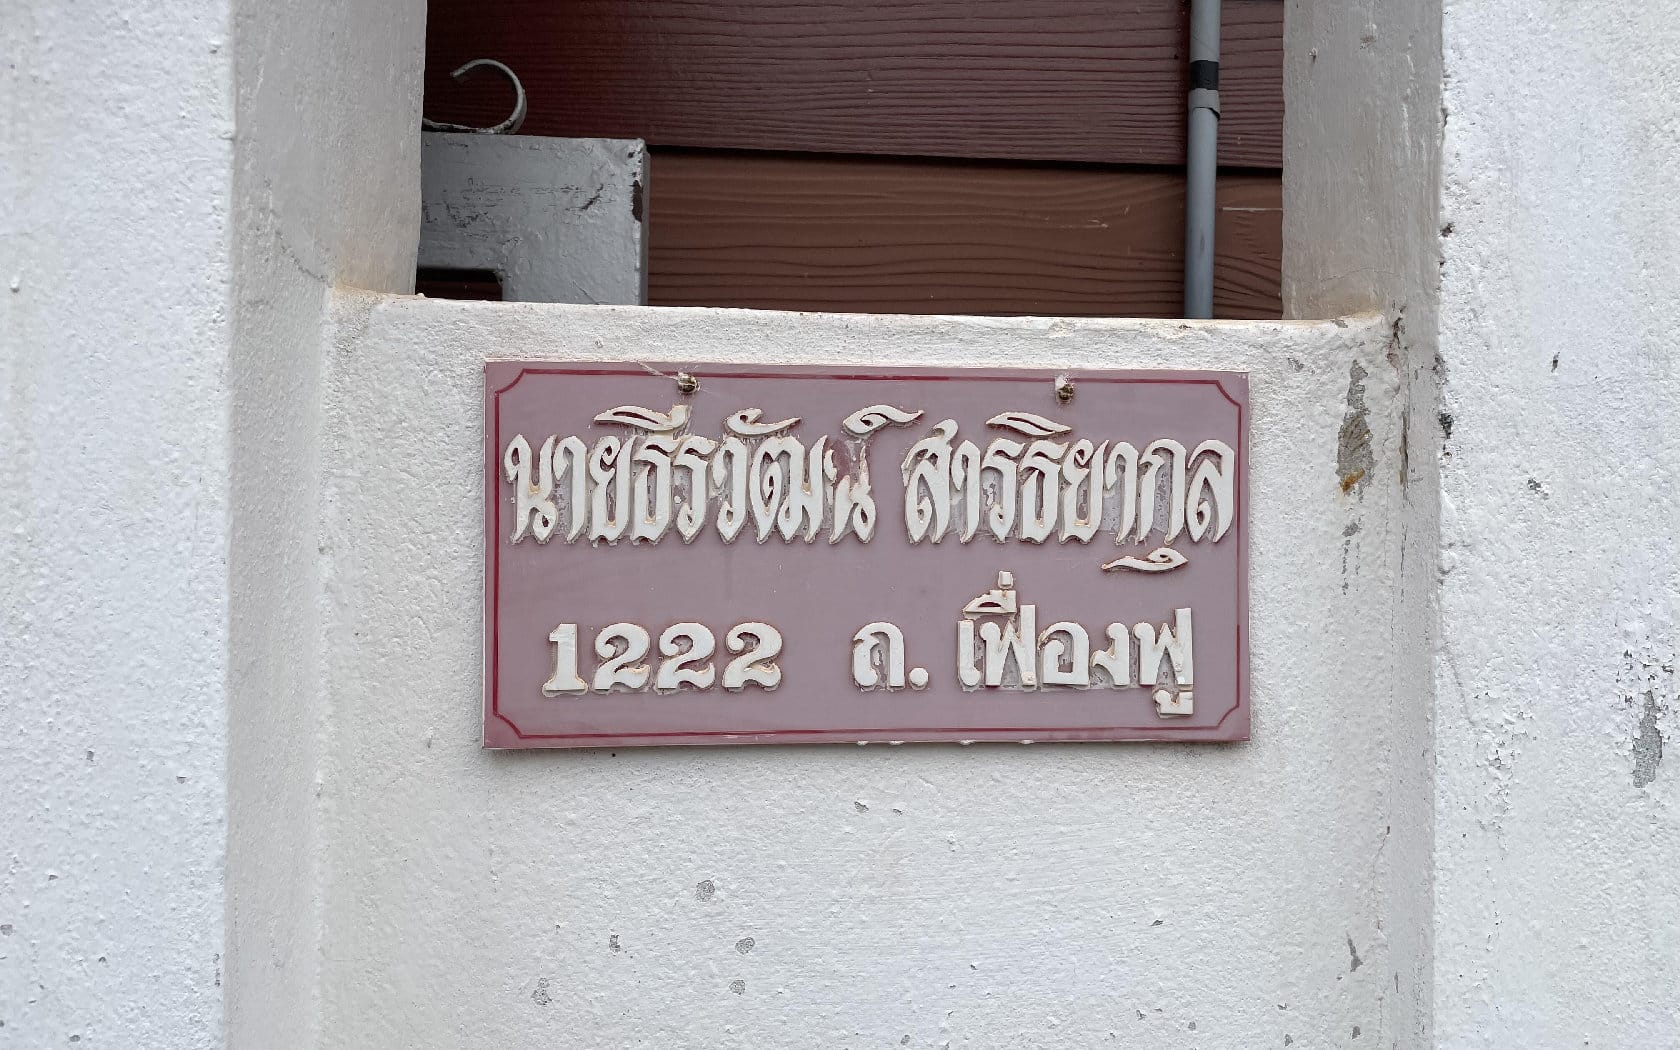 นายธีรวัฒน์ สารธิยากุล
1222 ถ. เฟื่องฟู